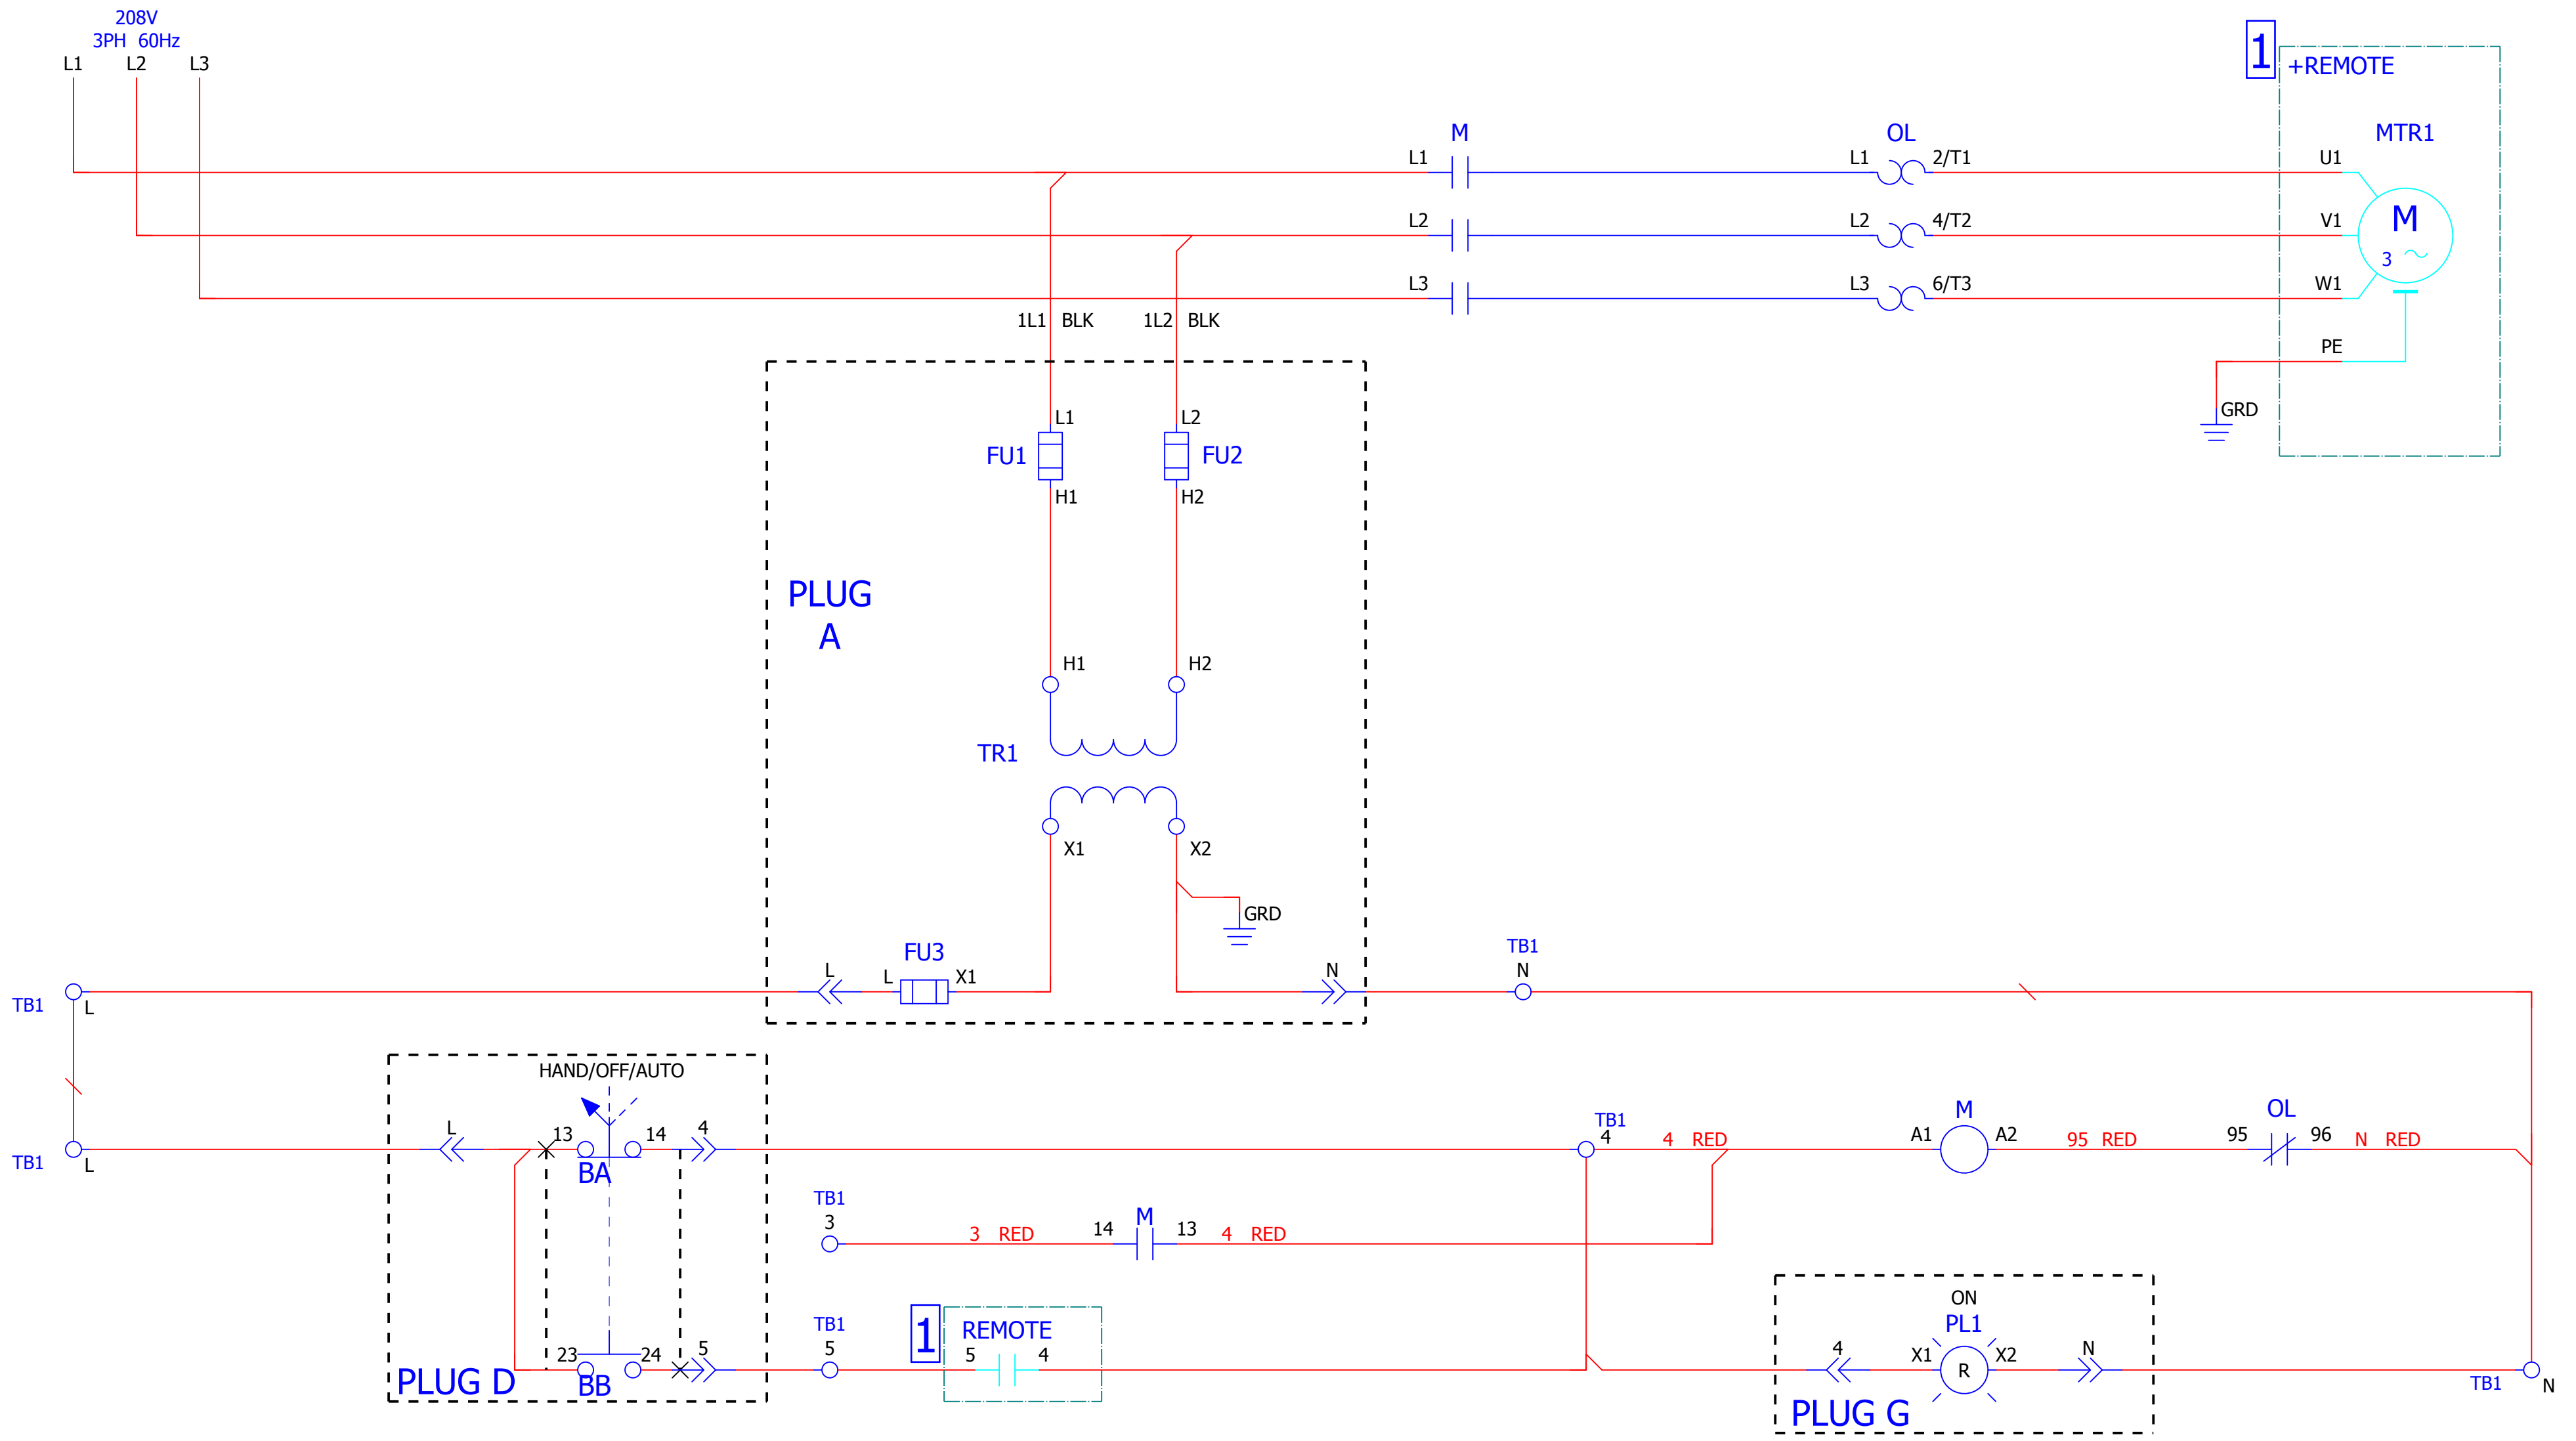 208V
3PH 60Hz
L1 L2 L3
1
+REMOTE
M
OL
MTR1
L1
L1
2/T1
U1
L2
L2
4/T2
V1
M
3
L3
L3
6/T3
W1
1L1 BLK
1L2 BLK
PE
GRD
L1
L2
FU1
FU2
H1
H2
PLUG
A
H1
H2
TR1
X1
X2
GRD
FU3
TB1
N
L
L
X1
N
TB1
L
HAND/OFF/AUTO
L
13
14
4
BA
TB1
L
TB1
4
4 RED
M
A1
A2
95 RED
OL
95
96
N RED
TB1
3
3 RED
14
M
13
4 RED
TB1
5
1
REMOTE
5
4
23
24
5
BB
PLUG D
ON
PL1
4
X1
R
X2
N
PLUG G
TB1
N